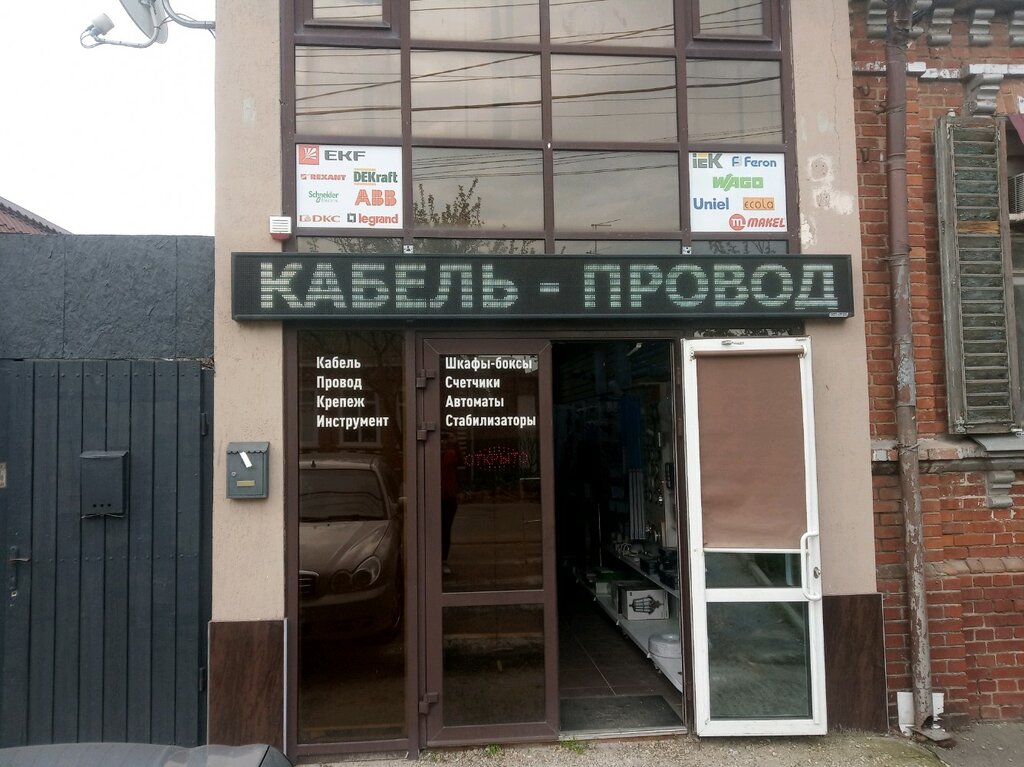 EKF
REXANT DEKraft
Schneider Electric ABB
DKC legrand
iEK Feron
WAGO
Uniel ecola
MAKEL
КАБЕЛЬ - ПРОВОД
Кабель
Провод
Крепеж
Инструмент
Шкафы-боксы
Счетчики
Автоматы
Стабилизаторы